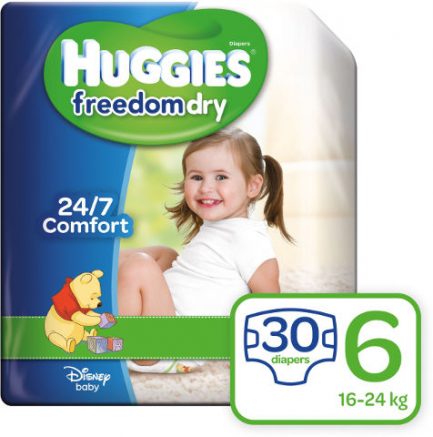 Diapers
HUGGIES
freedomdry
24/7
Comfort
Disney
baby
30
diapers
6
16-24 kg